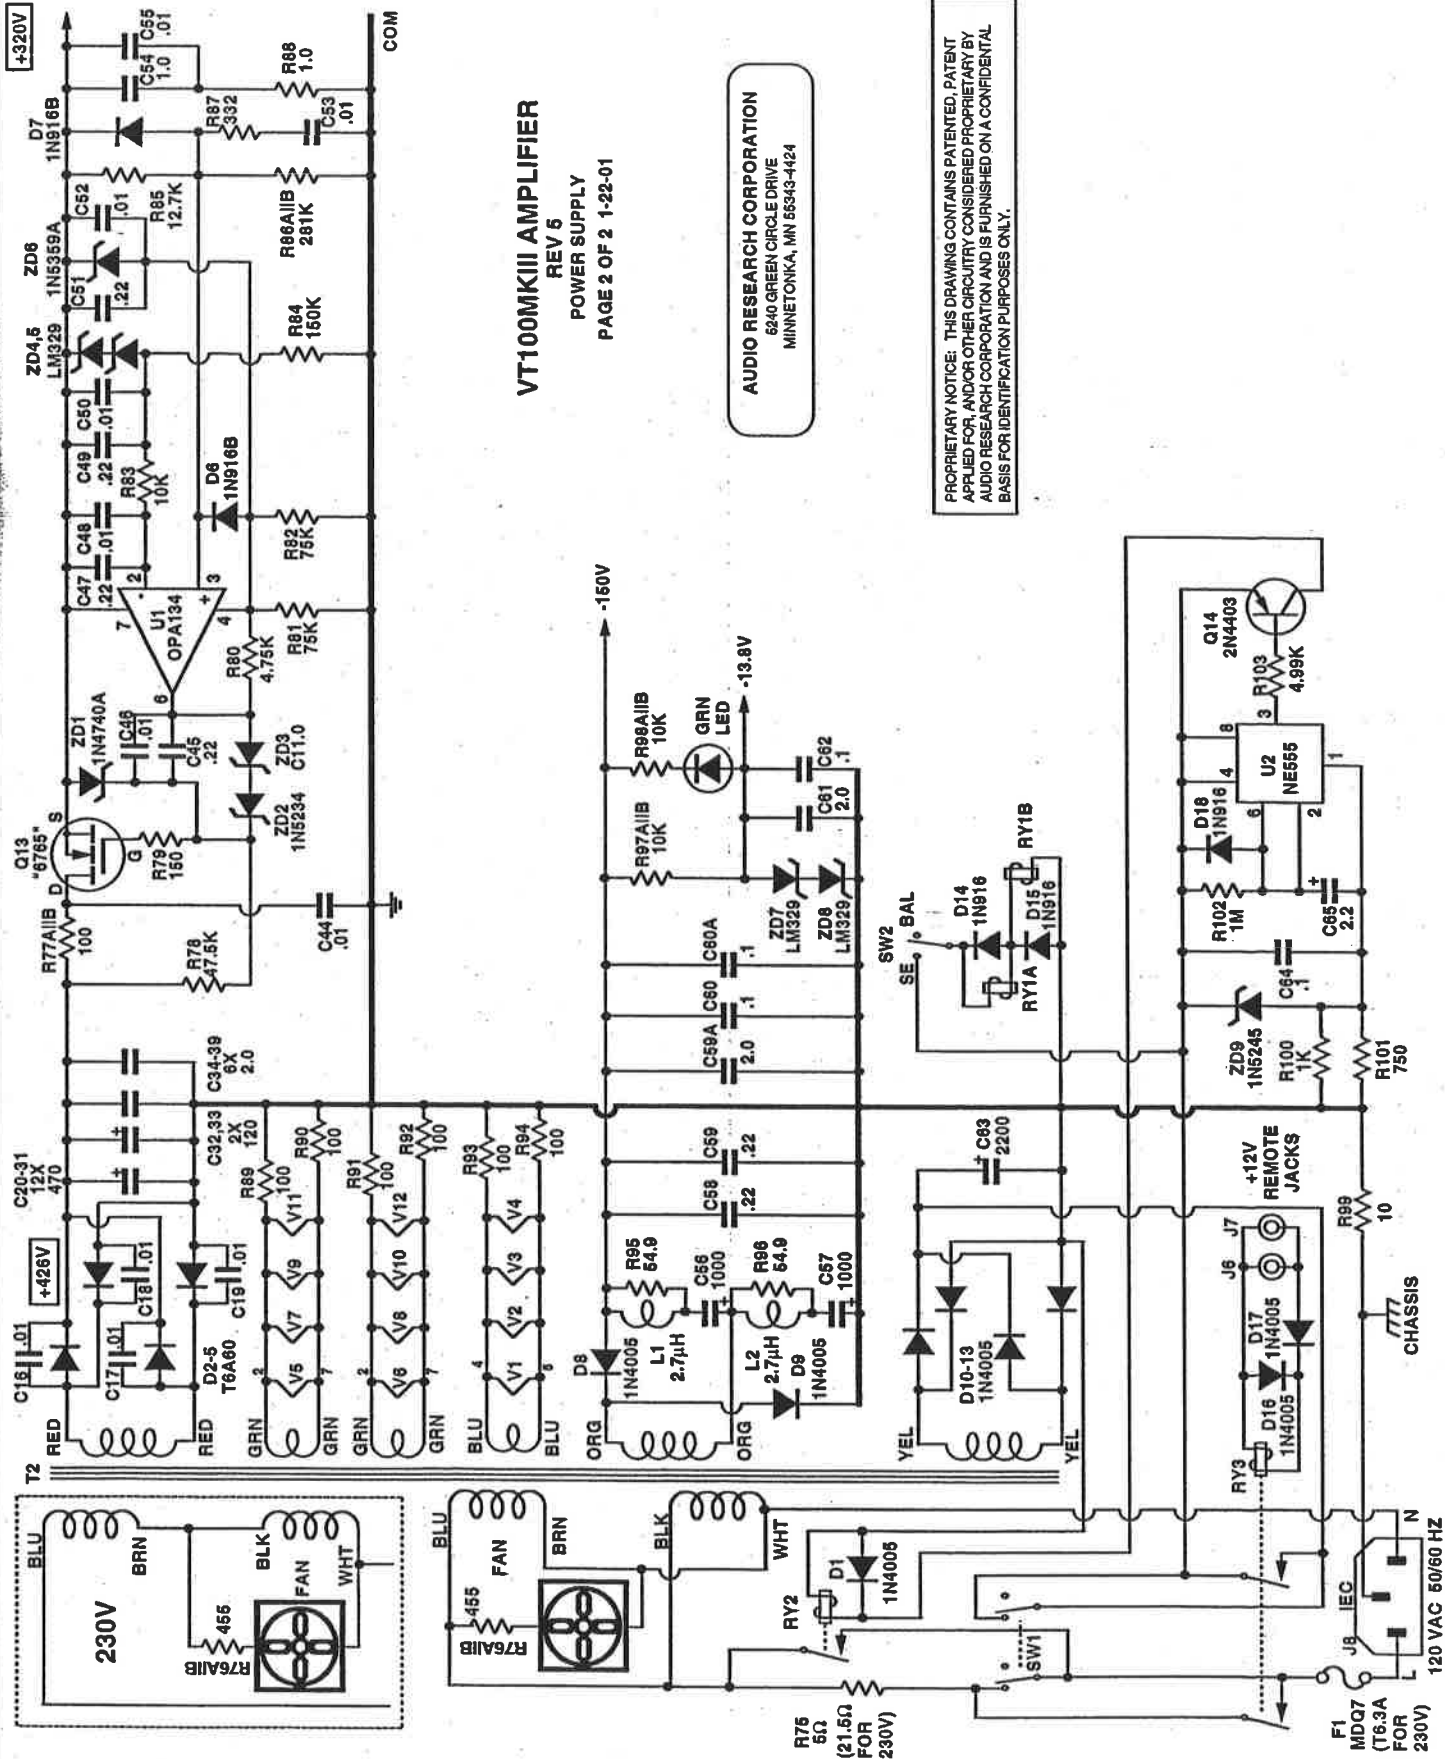 +320V
D7
1N916B
C55
.01
C54
1.0
R88
1.0
R87
332
C53
.01
COM
ZD6
1N5359A
C52
.01
R85
12.7K
R86AIIB
281K
C51
.22
ZD4,5
LM329
R84
150K
C50
.01
C49
.22
R83
10K
D6
1N916B
C48
.01
C47
.22
R82
75K
2
3
7
4
6
-
+
U1
OPA134
R81
75K
R80
4.75K
ZD1
1N4740A
C46
.01
C45
.22
ZD3
C11.0
ZD2
1N5234
Q13
"6765"
D
S
G
R79
150
R77AIIB
100
R78
47.5K
C44
.01
C20-31
12X
470
C32,33
2X
120
C34-39
6X
2.0
+426V
C16
.01
C17
.01
C18
.01
C19
.01
D2-5
T6A60
RED
RED
T2
R89
100
R90
100
V11
V9
V7
V5
2
7
GRN
GRN
R91
100
R92
100
V12
V10
V8
V6
2
7
GRN
GRN
R93
100
R94
100
V4
V3
V2
V1
4
5
BLU
BLU
VT100MKIII AMPLIFIER
REV 5
POWER SUPPLY
PAGE 2 OF 2 1-22-01
AUDIO RESEARCH CORPORATION
5240 GREEN CIRCLE DRIVE
MINNETONKA, MN 55343-4424
PROPRIETARY NOTICE: THIS DRAWING CONTAINS PATENTED, PATENT
APPLIED FOR, AND/OR OTHER CIRCUITRY CONSIDERED PROPRIETARY BY
AUDIO RESEARCH CORPORATION AND IS FURNISHED ON A CONFIDENTAL
BASIS FOR IDENTIFICATION PURPOSES ONLY.
-150V
-13.8V
R98AIIB
10K
GRN
LED
R97AIIB
10K
C62
.1
C61
2.0
ZD7
LM329
ZD8
LM329
C60A
.1
C60
.1
C59A
2.0
C59
.22
C58
.22
R95
54.9
R96
54.9
C56
1000
C57
1000
D8
1N4005
L1
2.7µH
L2
2.7µH
D9
1N4005
ORG
ORG
SW2
BAL
SE
D14
1N916
D15
1N916
RY1B
RY1A
C63
2200
D10-13
1N4005
YEL
YEL
Q14
2N4403
R103
4.99K
3
8
4
6
2
1
U2
NE555
D18
1N916
R102
1M
C65
2.2
C64
.1
ZD9
1N5245
R100
1K
R101
750
R99
10
+12V
REMOTE
JACKS
J7
J6
D17
1N4005
D16
1N4005
RY3
CHASSIS
230V
BLU
BRN
BLK
WHT
FAN
455
R76AIIB
BLU
BRN
BLK
WHT
FAN
455
R76AIIB
RY2
D1
1N4005
SW1
R75
5Ω
(21.5Ω
FOR
230V)
F1
MDQ7
(T6.3A
FOR
230V)
J8
IEC
L
N
120 VAC 50/60 HZ